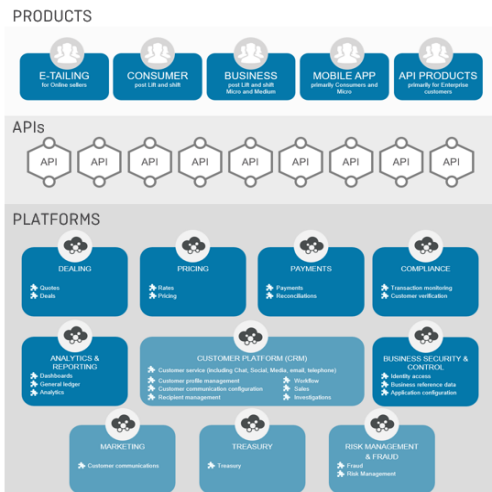 PRODUCTS
E-TAILING
for Online sellers
CONSUMER
post Lift and shift
BUSINESS
post Lift and shift
Micro and Medium
MOBILE APP
primarily Consumers and
Micro
API PRODUCTS
primarily for Enterprise
customers
APIs
API
API
API
API
API
API
API
API
API
PLATFORMS
DEALING
Quotes
Deals
PRICING
Rates
Pricing
PAYMENTS
Payments
Reconciliations
COMPLIANCE
Transaction monitoring
Customer verification
ANALYTICS &
REPORTING
Dashboards
General ledger
Analytics
CUSTOMER PLATFORM (CRM)
Customer service (including Chat, Social, Media, email, telephone)
Customer profile management
Customer communication configuration
Recipient management
Workflow
Sales
Investigations
BUSINESS SECURITY &
CONTROL
Identity access
Business reference data
Application configuration
MARKETING
Customer communications
TREASURY
Treasury
RISK MANAGEMENT
& FRAUD
Fraud
Risk Management